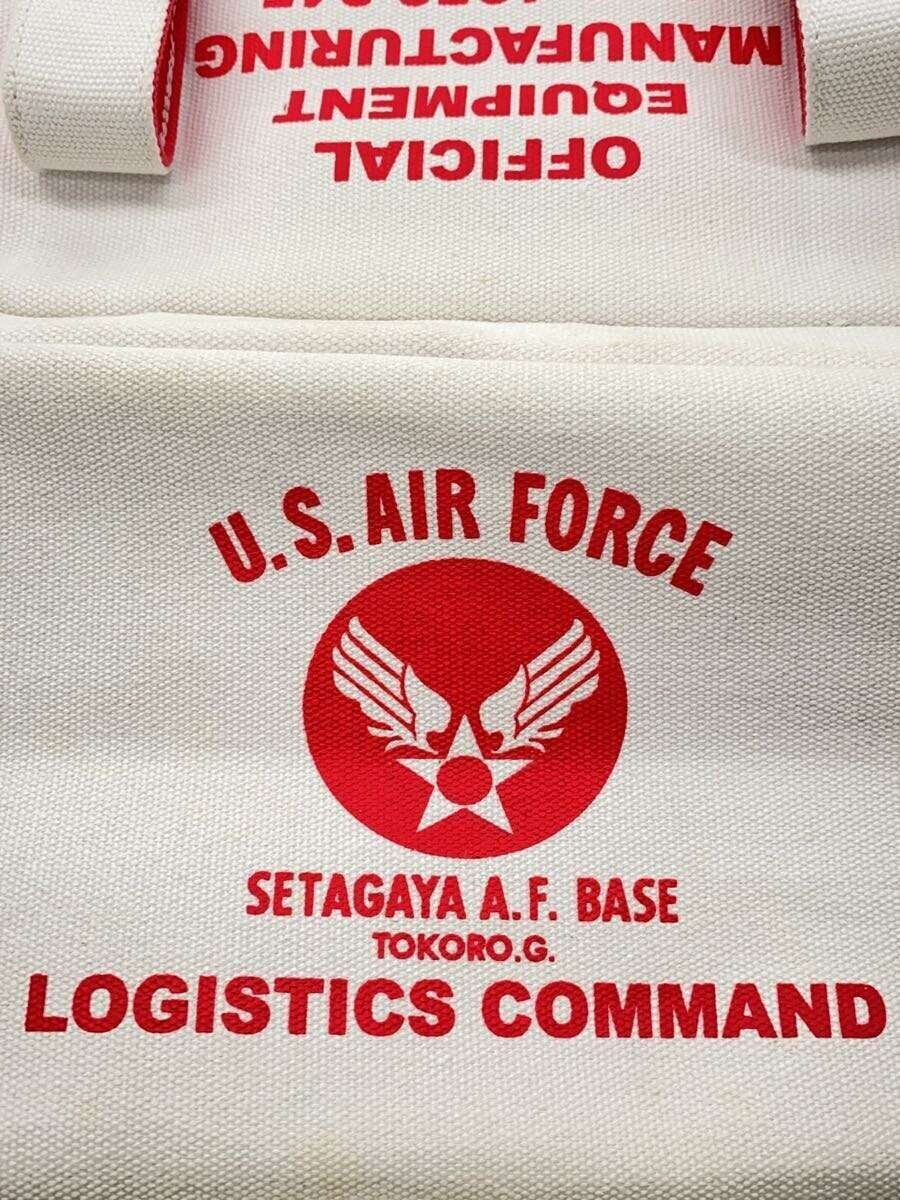 OFFICIAL
EQUIPMENT
MANUFACTURING
U.S. AIR FORCE
SETAGAYA A.F. BASE
TOKORO.G.
LOGISTICS COMMAND